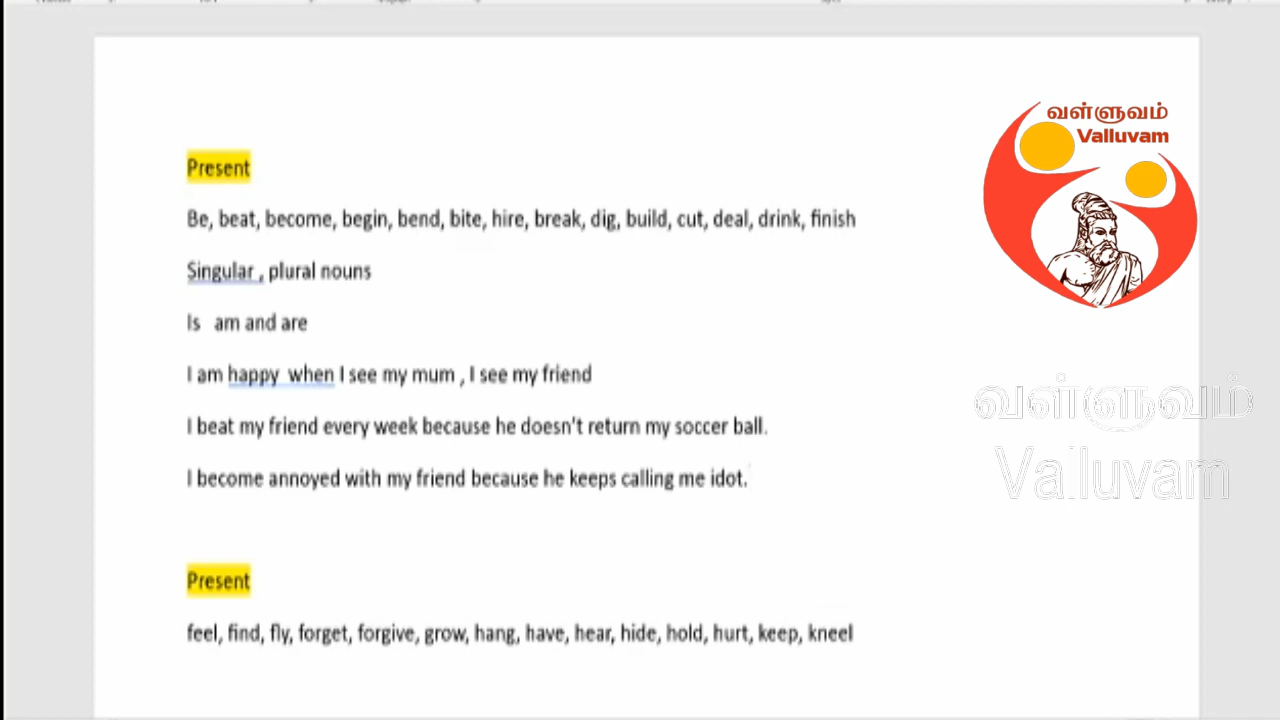 வள்ளுவம்
Valluvam
Present
Be, beat, become, begin, bend, bite, hire, break, dig, build, cut, deal, drink, finish
Singular , plural nouns
Is am and are
I am happy when I see my mum , I see my friend
I beat my friend every week because he doesn't return my soccer ball.
I become annoyed with my friend because he keeps calling me idot.
வள்ளுவம்
Valluvam
Present
feel, find, fly, forget, forgive, grow, hang, have, hear, hide, hold, hurt, keep, kneel